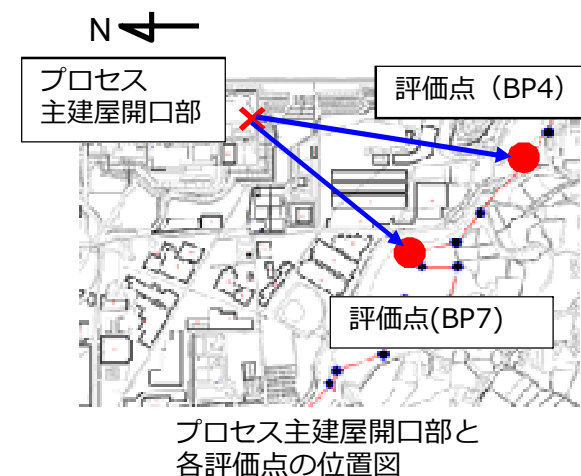 N
プロセス
主建屋開口部
評価点（BP4）
評価点(BP7)
プロセス主建屋開口部と
各評価点の位置図